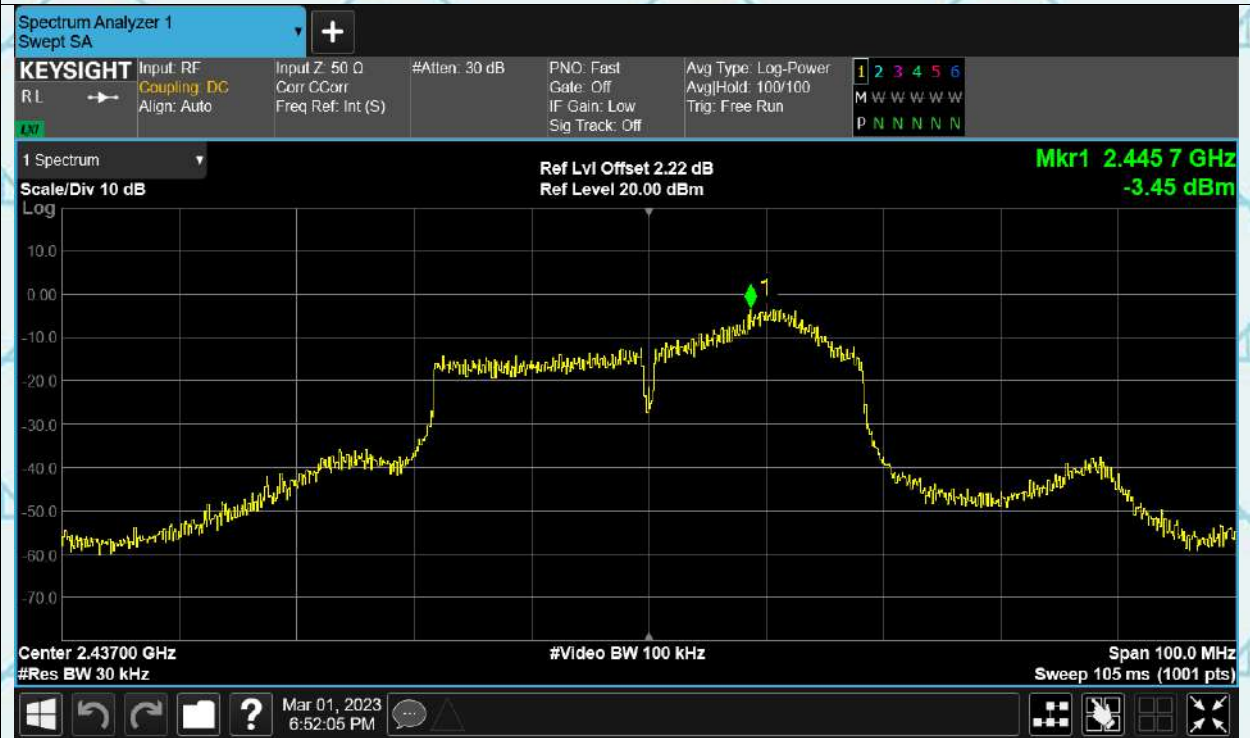 Spectrum Analyzer 1
Swept SA
+
KEYSIGHT
RL
LXI
Input: RF
Coupling: DC
Align: Auto
Input Z: 50 Ω
Corr CCorr
Freq Ref: Int (S)
#Atten: 30 dB
PNO: Fast
Gate: Off
IF Gain: Low
Sig Track: Off
Avg Type: Log-Power
Avg|Hold: 100/100
Trig: Free Run
1 2 3 4 5 6
M W W W W W
P N N N N N
1 Spectrum
Scale/Div 10 dB
Ref Lvl Offset 2.22 dB
Ref Level 20.00 dBm
Mkr1 2.445 7 GHz
-3.45 dBm
Log
10.0
0.00
-10.0
-20.0
-30.0
-40.0
-50.0
-60.0
-70.0
1
Center 2.43700 GHz
#Video BW 100 kHz
Span 100.0 MHz
#Res BW 30 kHz
Sweep 105 ms (1001 pts)
?
Mar 01, 2023
6:52:05 PM